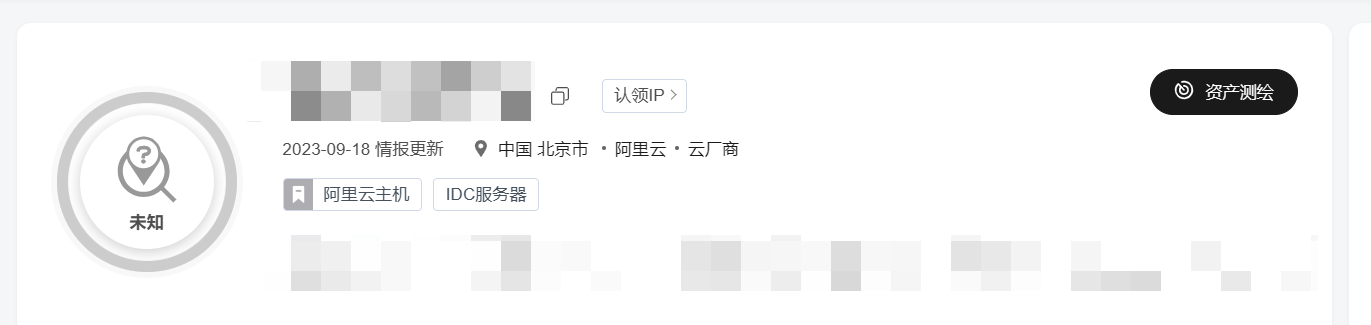 认领IP
资产测绘
2023-09-18 情报更新 中国 北京市 • 阿里云 • 云厂商
未知
阿里云主机 IDC服务器